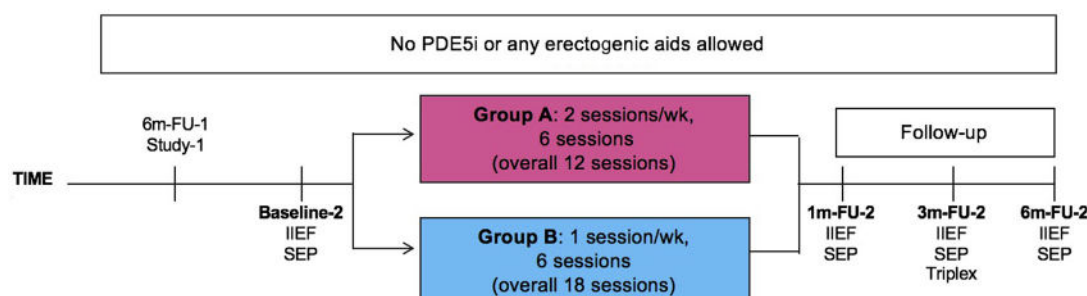 No PDE5i or any erectogenic aids allowed
6m-FU-1
Study-1
TIME
Baseline-2
IIEF
SEP
Group A: 2 sessions/wk,
6 sessions
(overall 12 sessions)
Group B: 1 session/wk,
6 sessions
(overall 18 sessions)
Follow-up
1m-FU-2
IIEF
SEP
3m-FU-2
IIEF
SEP
Triplex
6m-FU-2
IIEF
SEP